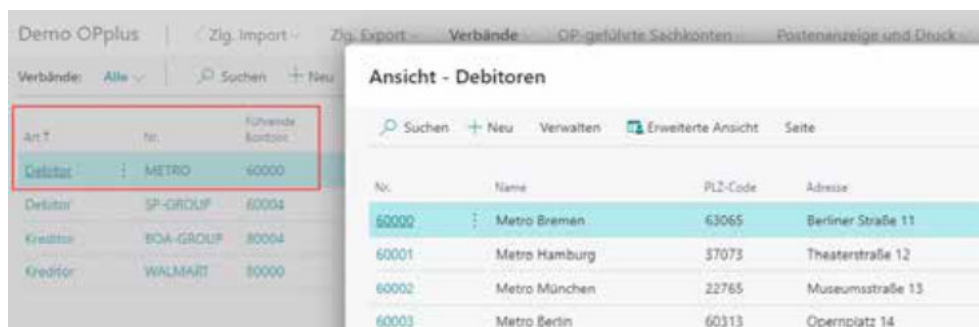 Demo OPplus | Zlg. Import Zlg. Export Verbände OP-geführte Sachkonten Postenanzeige und Druck
Verbände: Alle Suchen + Neu
Art ↑ Nr. Führende Kontonr.
Debitor METRO 60000
Debitor SP-GROUP 60004
Kreditor BOA-GROUP 80004
Kreditor WALMART 80000
Ansicht - Debitoren
Suchen + Neu Verwalten Erweiterte Ansicht Seite
Nr. Name PLZ-Code Adresse
60000 Metro Bremen 63065 Berliner Straße 11
60001 Metro Hamburg 37073 Theaterstraße 12
60002 Metro München 22765 Museumsstraße 13
60003 Metro Berlin 60313 Opernplatz 14